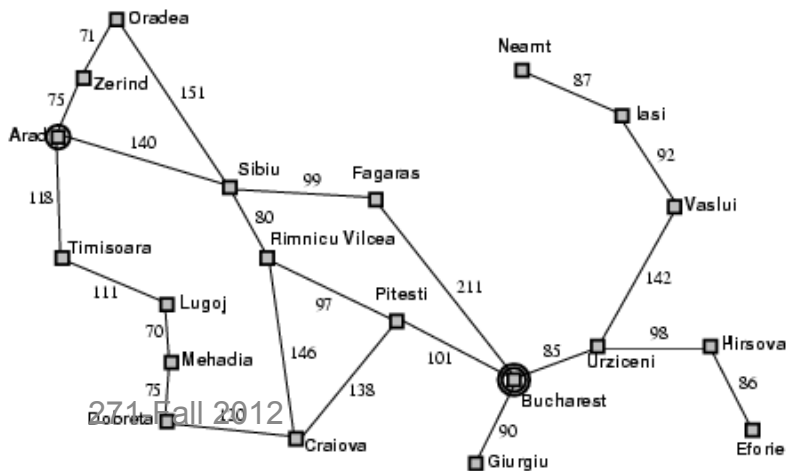 Oradea
Neamt
71
87
Zerind
151
Iasi
75
Arad
140
92
Sibiu
99
Fagaras
118
80
Vaslui
Timisoara
Rimnicu Vilcea
111
211
142
Lugoj
97
Pitesti
70
98
Hirsova
146
101
85
Urziceni
Mehadia
138
86
75
Bucharest
271-Fall 2012
Dobreta
90
Craiova
Eforie
Giurgiu